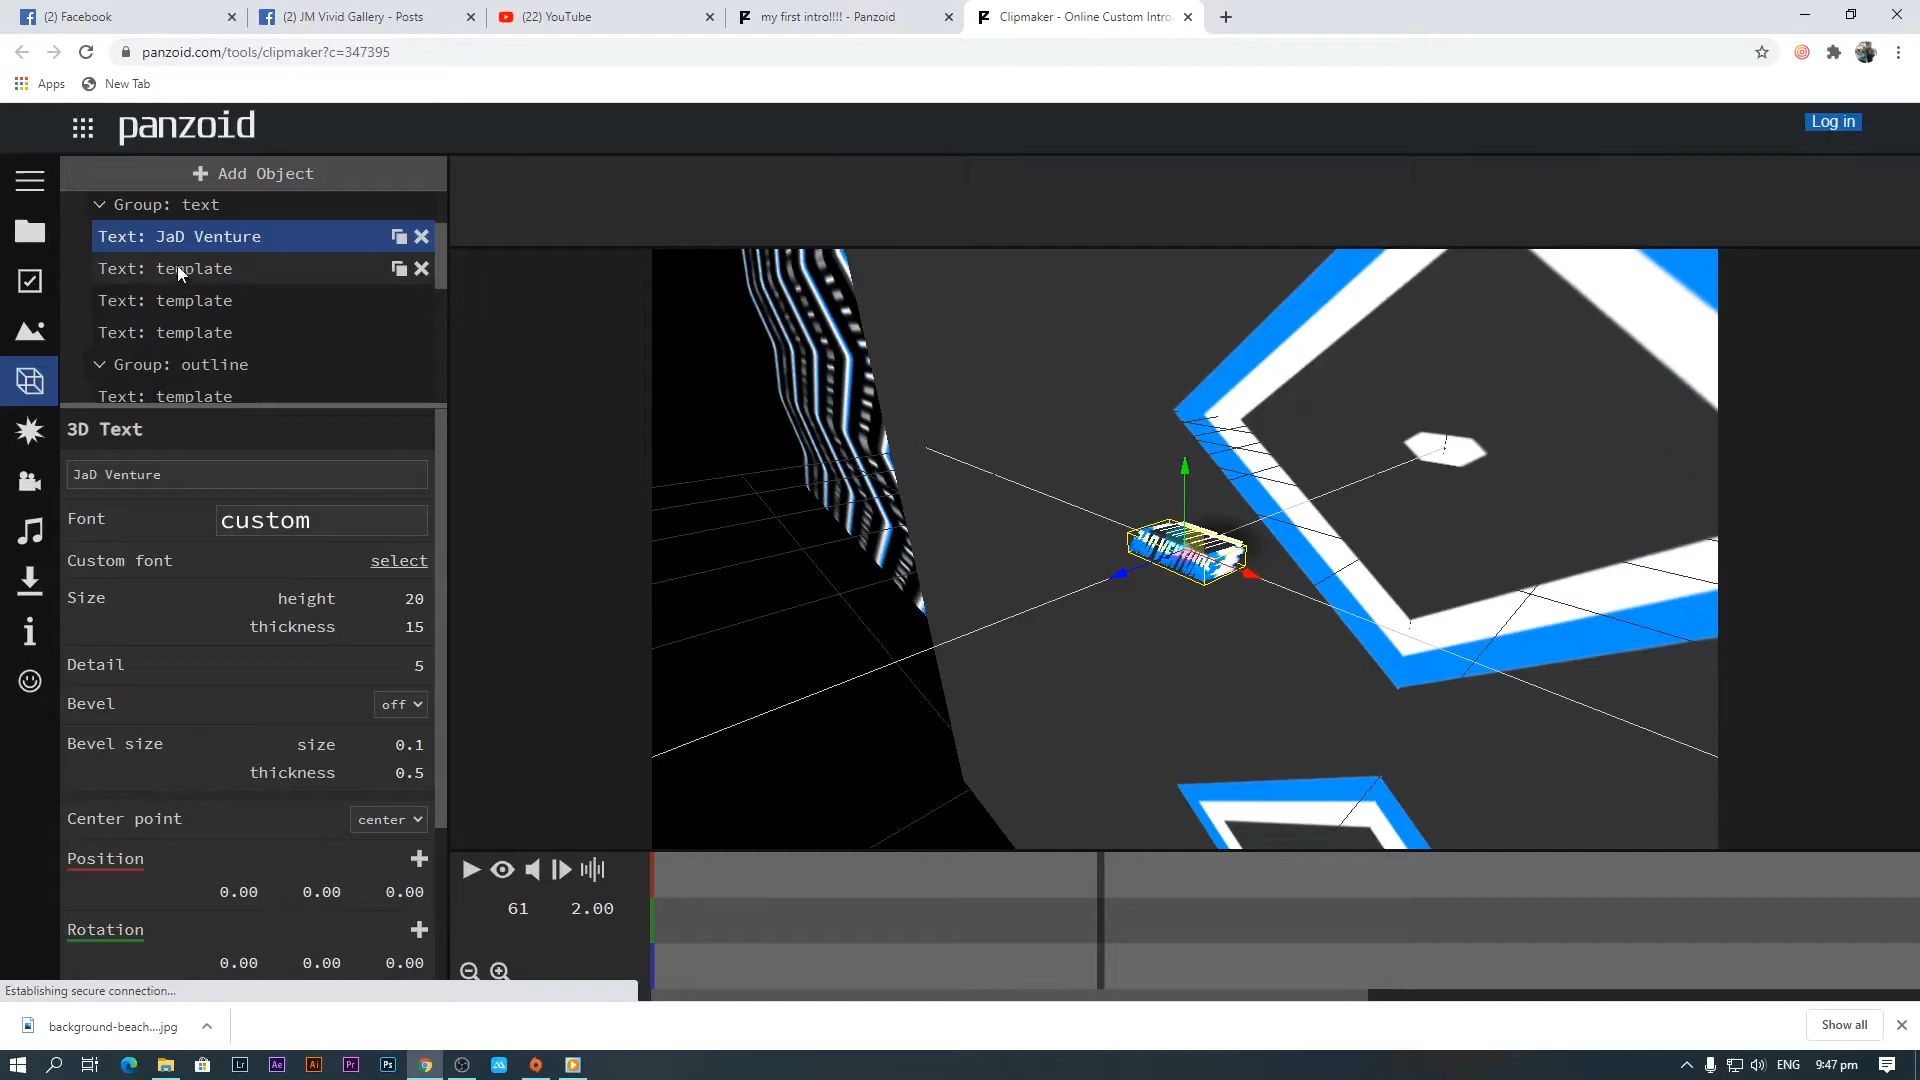 (2) Facebook
(2) JM Vivid Gallery - Posts
(22) YouTube
my first intro!!!! - Panzoid
Clipmaker - Online Custom Intro
panzoid.com/tools/clipmaker?c=347395
Apps
New Tab
panzoid
Log in
Add Object
Group: text
Text: JaD Venture
Text: template
Text: template
Text: template
Group: outline
Text: template
3D Text
JaD Venture
Font custom
Custom font select
Size height 20
thickness 15
Detail 5
Bevel off
Bevel size size 0.1
thickness 0.5
Center point center
Position
0.00 0.00 0.00
Rotation
0.00 0.00 0.00
61 2.00
Establishing secure connection...
background-beach....jpg
Show all
Lr Ae Ai Pr Ps
ENG 9:47 pm